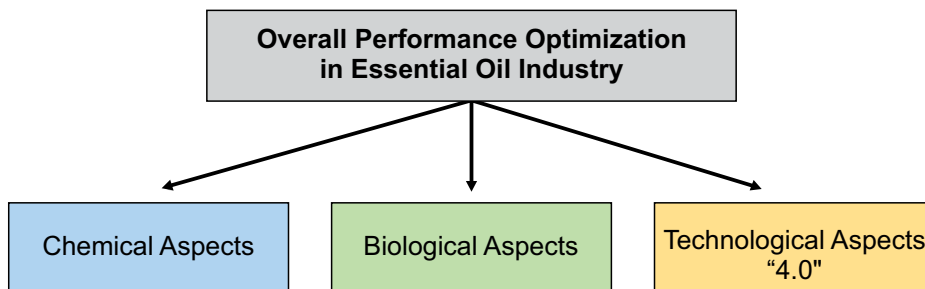 Overall Performance Optimization
in Essential Oil Industry
Chemical Aspects
Biological Aspects
Technological Aspects
“4.0"